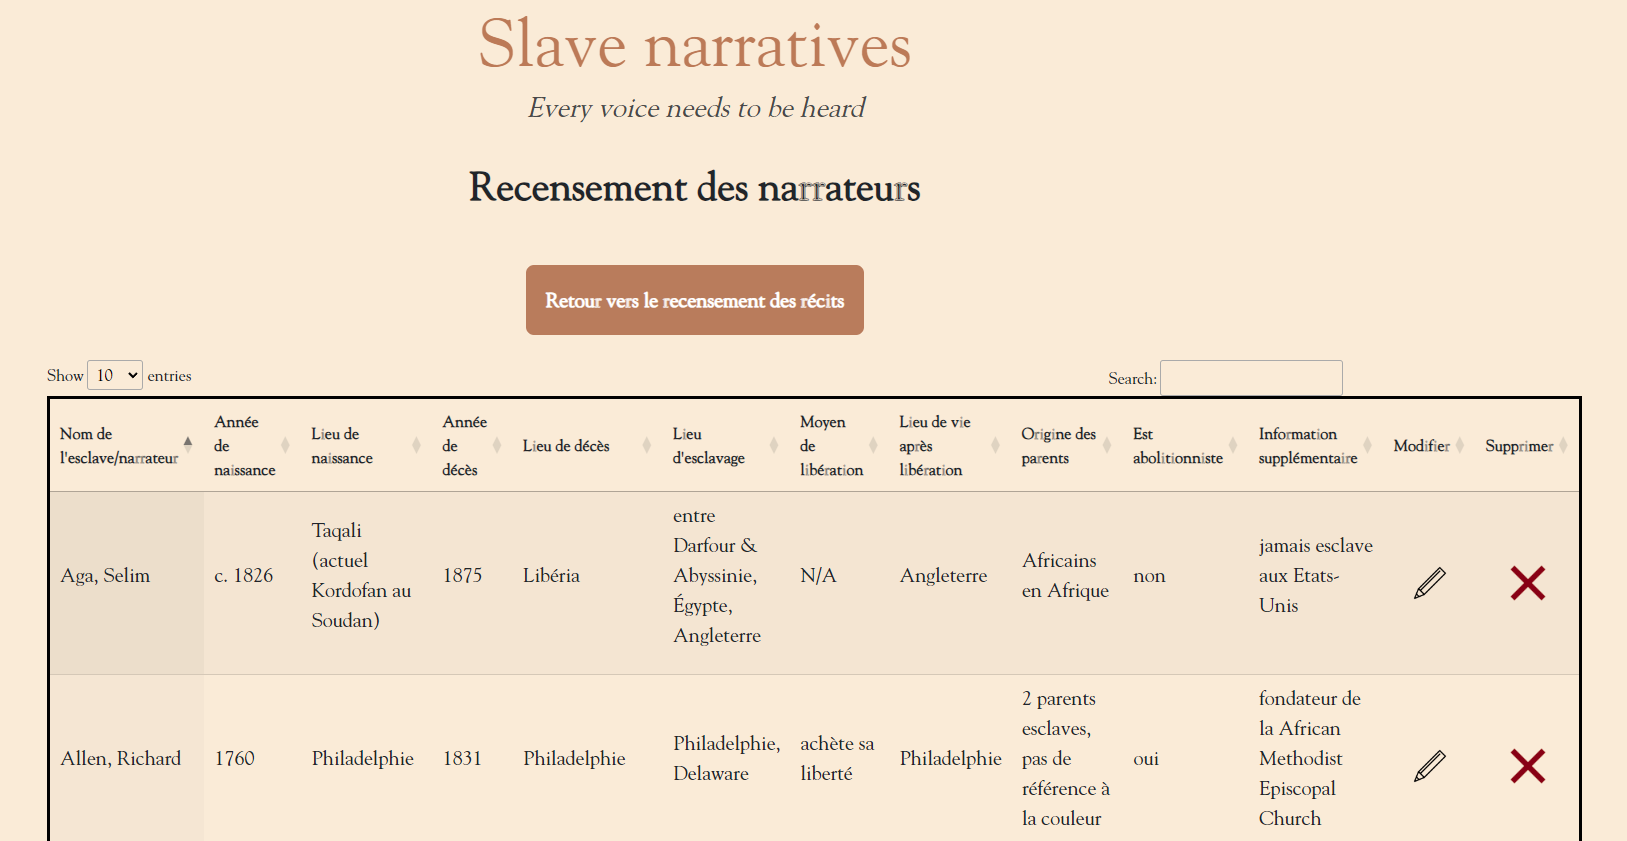 Slave narratives
Every voice needs to be heard
Recensement des narrateurs
Retour vers le recensement des récits
Show 10 entries
Search:
Nom de
l'esclave/narrateur
Année
de
naissance
Lieu de
naissance
Année
de
décès
Lieu de décès
Lieu
d'esclavage
Moyen
de
libération
Lieu de vie
après
libération
Origine des
parents
Est
abolitionniste
Information
supplémentaire
Modifier
Supprimer
Aga, Selim
c. 1826
Taqali
(actuel
Kordofan au
Soudan)
1875
Libéria
entre
Darfour &
Abyssinie,
Égypte,
Angleterre
N/A
Angleterre
Africains
en Afrique
non
jamais esclave
aux Etats-
Unis
Allen, Richard
1760
Philadelphie
1831
Philadelphie
Philadelphie,
Delaware
achète sa
liberté
Philadelphie
2 parents
esclaves,
pas de
référence à
la couleur
oui
fondateur de
la African
Methodist
Episcopal
Church